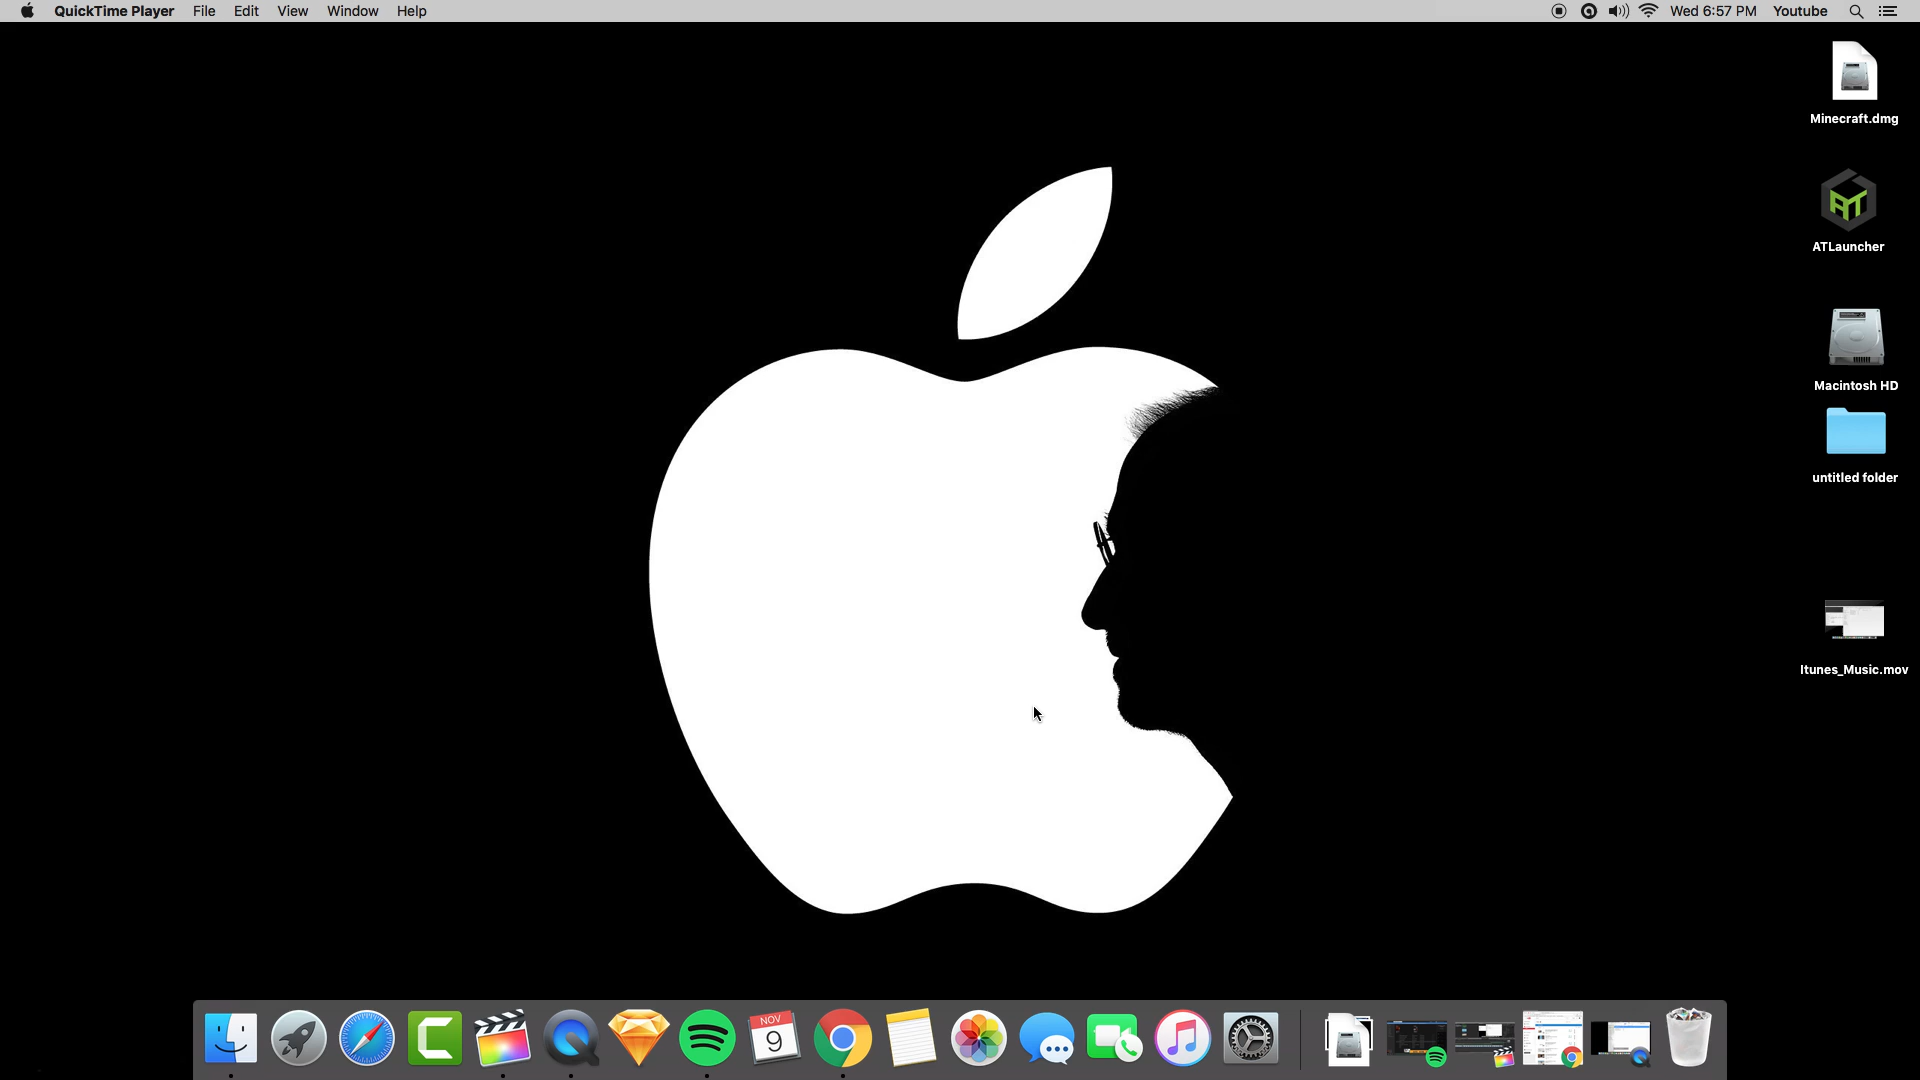 QuickTime Player File Edit View Window Help Wed 6:57 PM Youtube
Minecraft.dmg
ATLauncher
Macintosh HD
untitled folder
Itunes_Music.mov
NOV
9